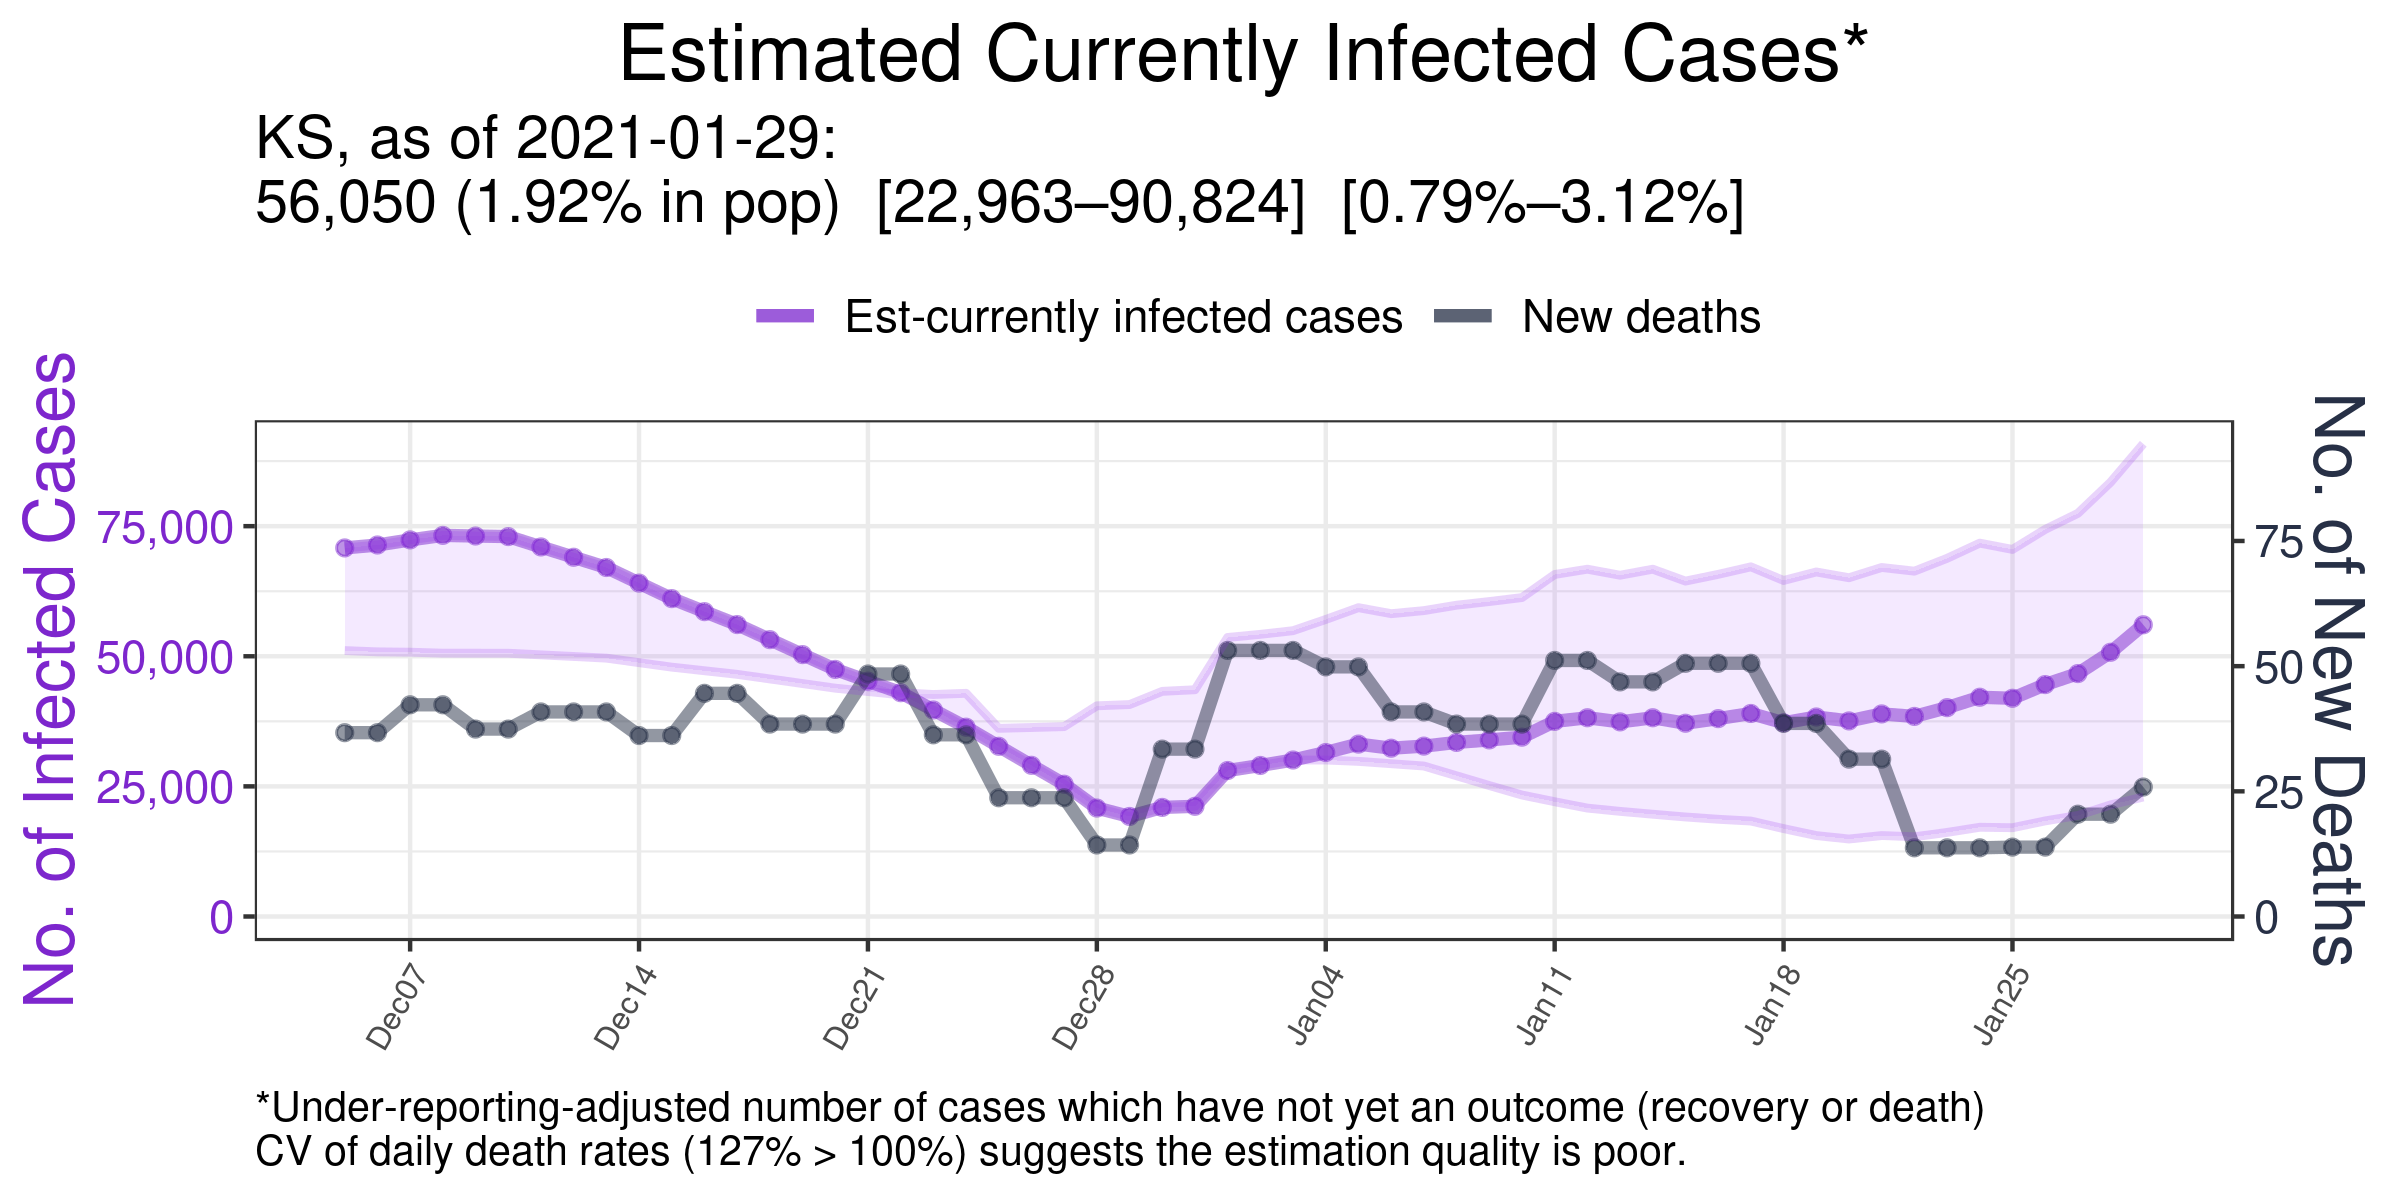 Estimated Currently Infected Cases*
KS, as of 2021-01-29:
56,050 (1.92% in pop)  [22,963–90,824]  [0.79%–3.12%]
Est-currently infected cases
New deaths
No. of Infected Cases
75,000
50,000
25,000
0
No. of New Deaths
75
50
25
0
Dec07
Dec14
Dec21
Dec28
Jan04
Jan11
Jan18
Jan25
*Under-reporting-adjusted number of cases which have not yet an outcome (recovery or death)
CV of daily death rates (127% > 100%) suggests the estimation quality is poor.